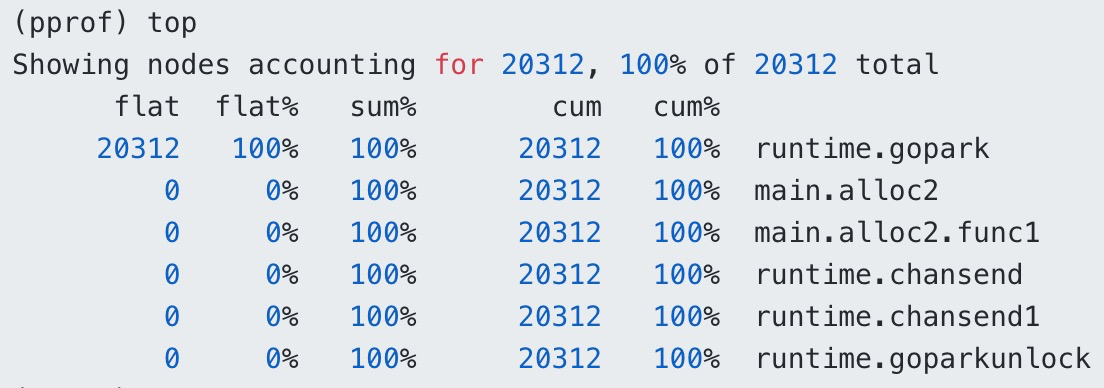 (pprof) top
Showing nodes accounting for 20312, 100% of 20312 total
flat flat% sum% cum cum%
20312 100% 100% 20312 100% runtime.gopark
0 0% 100% 20312 100% main.alloc2
0 0% 100% 20312 100% main.alloc2.func1
0 0% 100% 20312 100% runtime.chansend
0 0% 100% 20312 100% runtime.chansend1
0 0% 100% 20312 100% runtime.goparkunlock